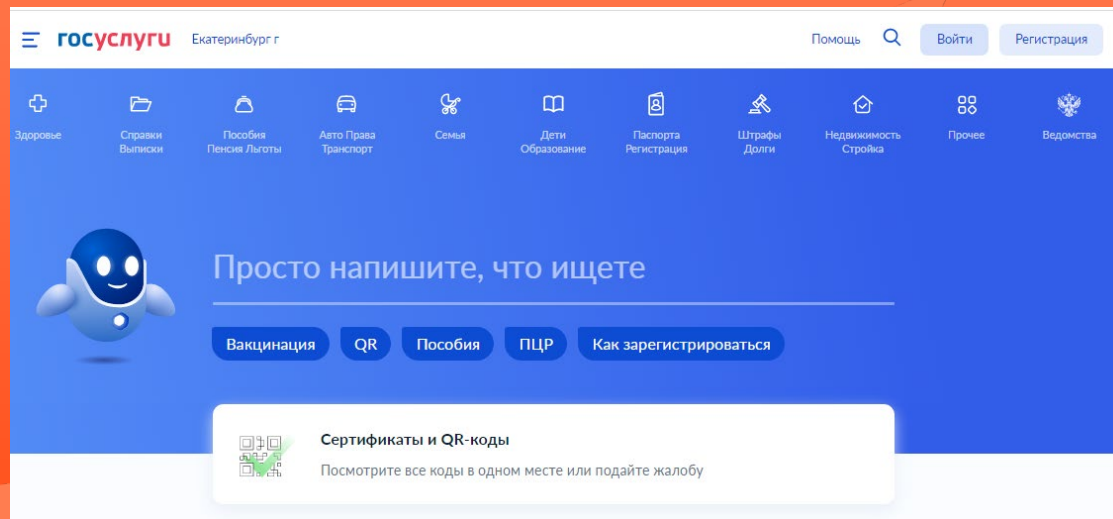 госуслуги Екатеринбург г Помощь Войти Регистрация
Здоровье
Справки
Выписки
Пособия
Пенсия Льготы
Авто Права
Транспорт
Семья
Дети
Образование
Паспорта
Регистрация
Штрафы
Долги
Недвижимость
Стройка
Прочее
Ведомства
Просто напишите, что ищете
Вакцинация QR Пособия ПЦР Как зарегистрироваться
Сертификаты и QR-коды
Посмотрите все коды в одном месте или подайте жалобу